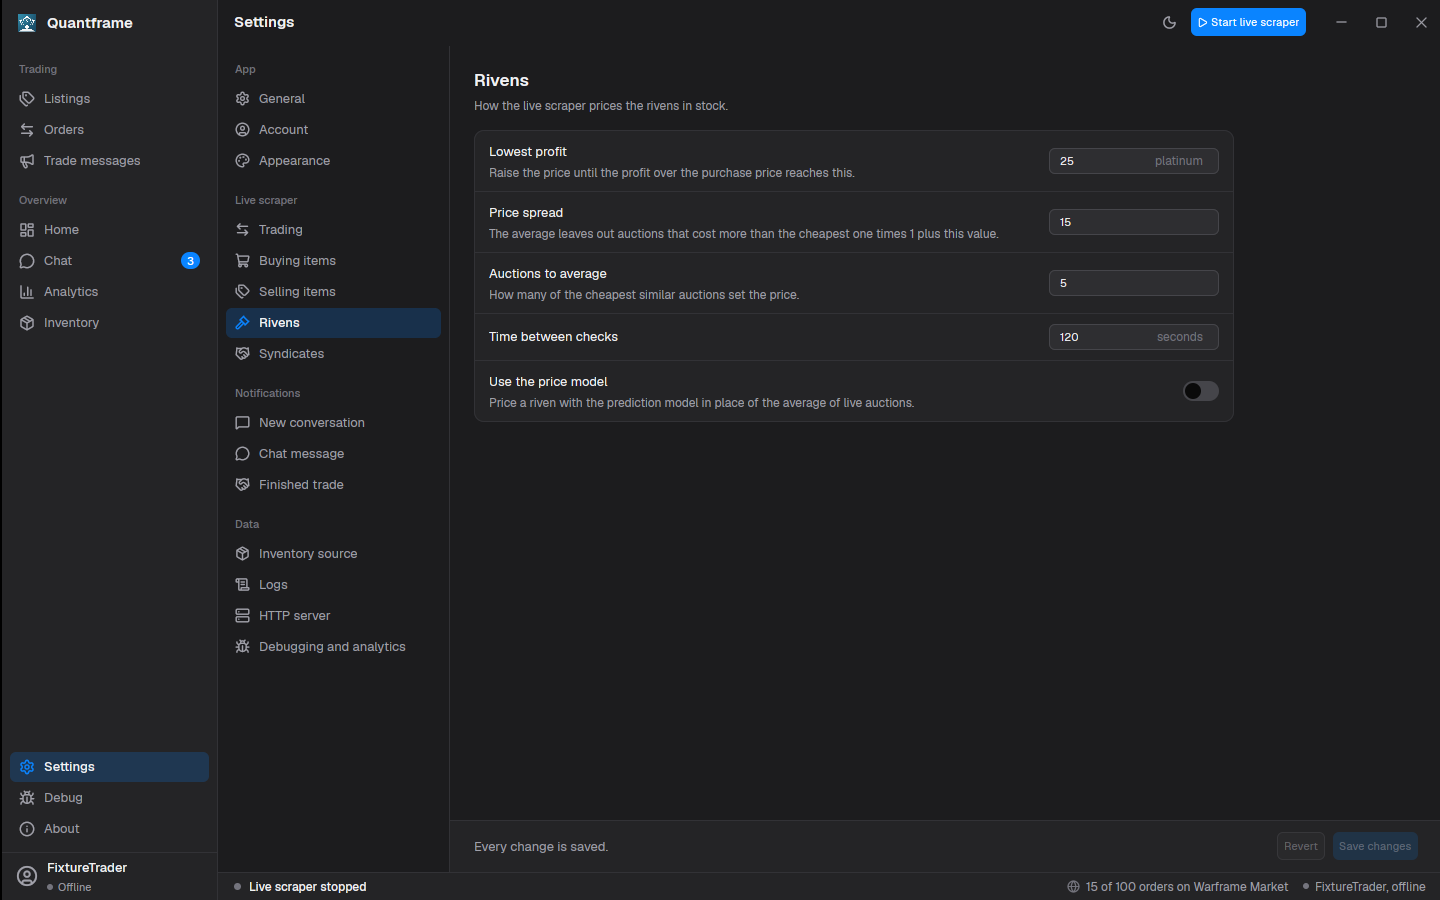 Quantframe
Trading
Listings
Orders
Trade messages
Overview
Home
Chat
3
Analytics
Inventory
Settings
Debug
About
FixtureTrader
Offline
Settings
Start live scraper
App
General
Account
Appearance
Live scraper
Trading
Buying items
Selling items
Rivens
Syndicates
Notifications
New conversation
Chat message
Finished trade
Data
Inventory source
Logs
HTTP server
Debugging and analytics
Rivens
How the live scraper prices the rivens in stock.
Lowest profit
Raise the price until the profit over the purchase price reaches this.
25 platinum
Price spread
The average leaves out auctions that cost more than the cheapest one times 1 plus this value.
15
Auctions to average
How many of the cheapest similar auctions set the price.
5
Time between checks
120 seconds
Use the price model
Price a riven with the prediction model in place of the average of live auctions.
Every change is saved.
Revert
Save changes
Live scraper stopped
15 of 100 orders on Warframe Market
FixtureTrader, offline